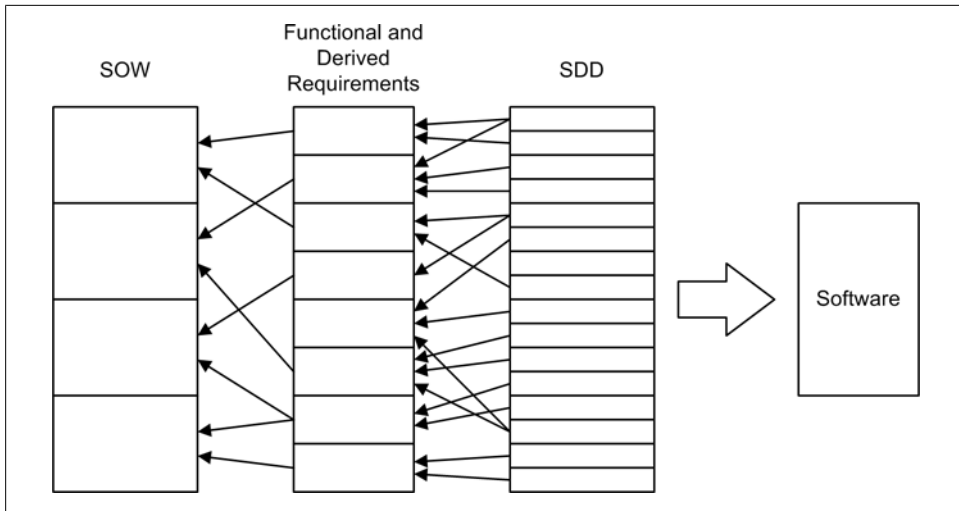 SOW
Functional and
Derived
Requirements
SDD
Software